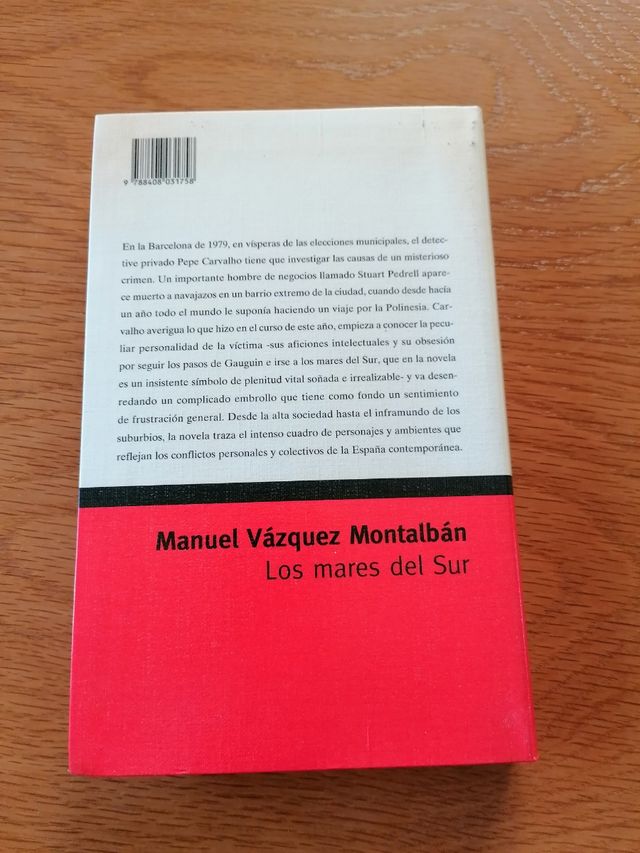 9 788408 031758
En la Barcelona de 1979, en vísperas de las elecciones municipales, el detec-
tive privado Pepe Carvalho tiene que investigar las causas de un misterioso
crimen. Un importante hombre de negocios llamado Stuart Pedrell apare-
ce muerto a navajazos en un barrio extremo de la ciudad, cuando desde hacía
un año todo el mundo le suponía haciendo un viaje por la Polinesia. Car-
valho averigua lo que hizo en el curso de este año, empieza a conocer la pecu-
liar personalidad de la víctima -sus aficiones intelectuales y su obsesión
por seguir los pasos de Gauguin e irse a los mares del Sur, que en la novela
es un insistente símbolo de plenitud vital soñada e irrealizable- y va desen-
redando un complicado embrollo que tiene como fondo un sentimiento
de frustración general. Desde la alta sociedad hasta el inframundo de los
suburbios, la novela traza el intenso cuadro de personajes y ambientes que
reflejan los conflictos personales y colectivos de la España contemporánea.
Manuel Vázquez Montalbán
Los mares del Sur